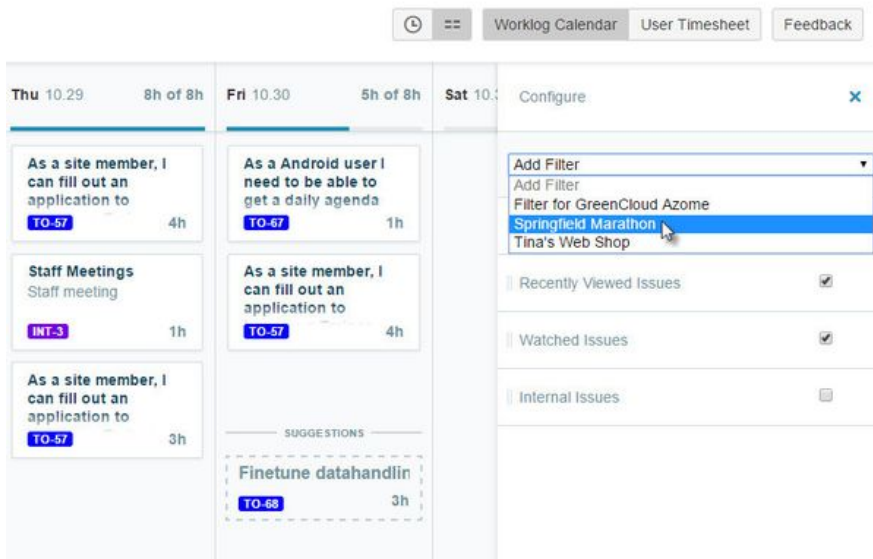 Worklog Calendar User Timesheet Feedback
Thu 10.29 8h of 8h
As a site member, I
can fill out an
application to
TO-57 4h
Staff Meetings
Staff meeting
INT-3 1h
As a site member, I
can fill out an
application to
TO-57 3h
Fri 10.30 5h of 8h
As a Android user I
need to be able to
get a daily agenda
TO-67 1h
As a site member, I
can fill out an
application to
TO-57 4h
SUGGESTIONS
Finetune datahandlin
TO-68 3h
Sat 10.
Configure
Add Filter
Add Filter
Filter for GreenCloud Azome
Springfield Marathon
Tina's Web Shop
Recently Viewed Issues
Watched Issues
Internal Issues